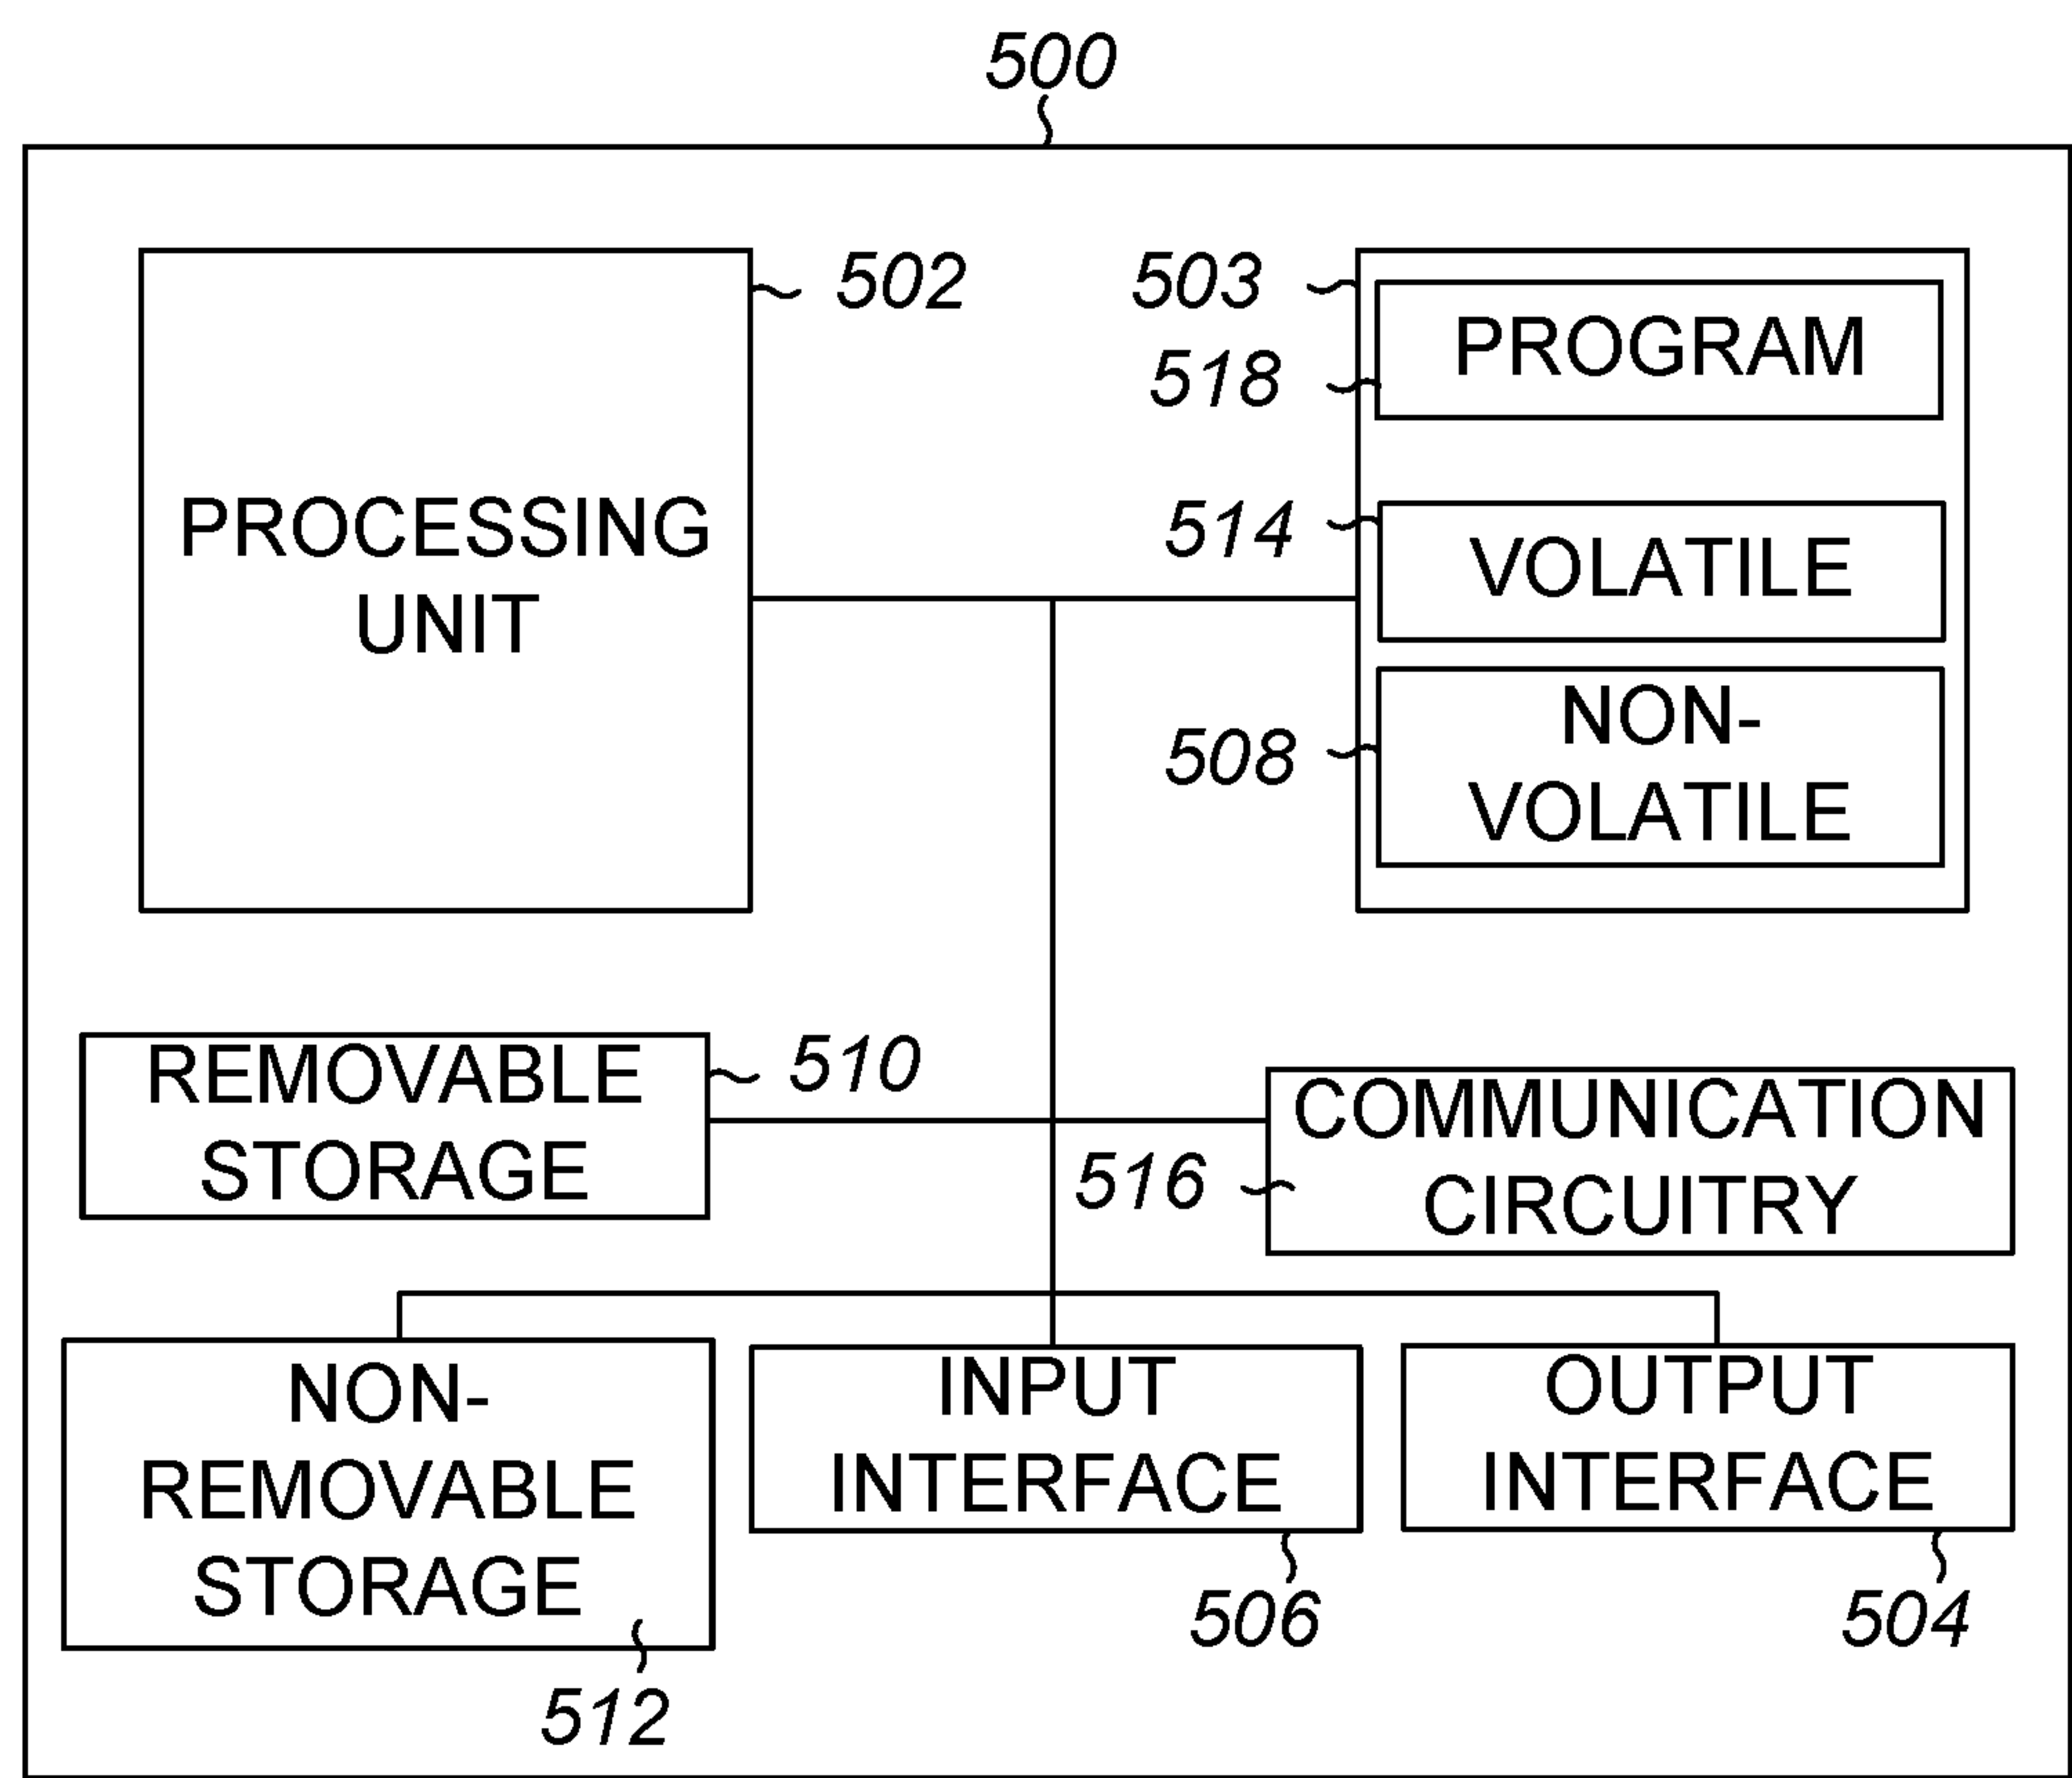 500
502
503
PROGRAM
518
PROCESSING
UNIT
514
VOLATILE
508
NON-
VOLATILE
REMOVABLE
STORAGE
510
COMMUNICATION
CIRCUITRY
516
NON-
REMOVABLE
STORAGE
512
INPUT
INTERFACE
506
OUTPUT
INTERFACE
504